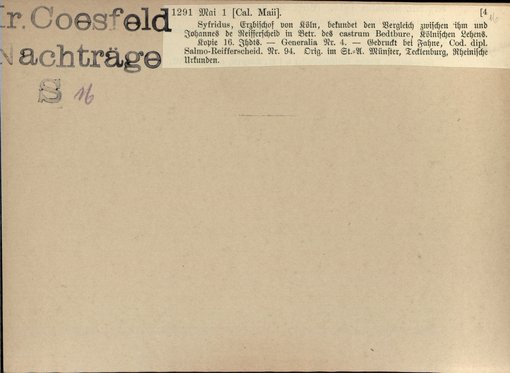 Kr. Coesfeld
Nachträge
S 16
1291 Mai 1 [Cal. Maii]. [4
Syfridus, Erzbischof von Köln, bekundet den Vergleich zwischen ihm und
Johannes de Reifferscheid in Betr. des castrum Bedtbure, Kölnischen Lehens.
Kopie 16. Jhdts. — Generalia Nr. 4. — Gedruckt bei Fahne, Cod. dipl.
Salmo-Reifferscheid. Nr. 94. Orig. im St.-A. Münster, Tecklenburg, Rheinische
Urkunden.